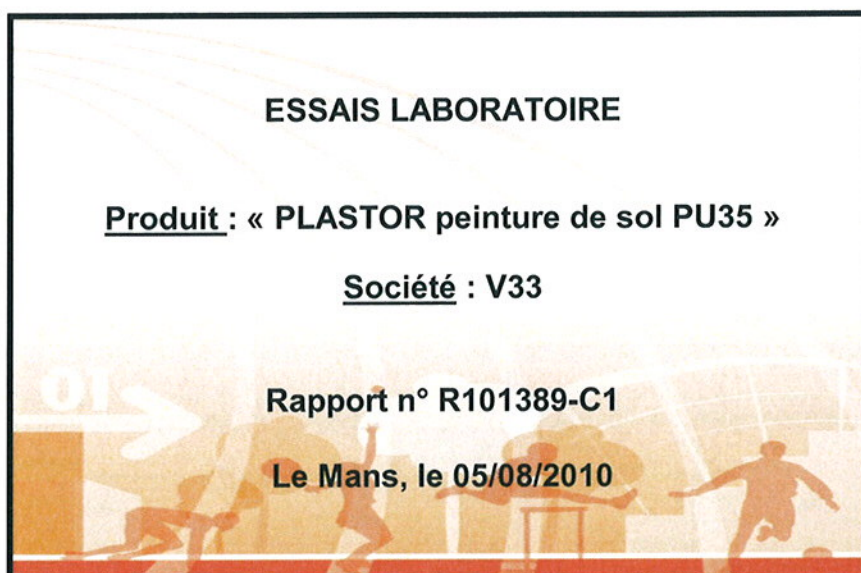 ESSAIS LABORATOIRE
Produit : « PLASTOR peinture de sol PU35 »
Société : V33
01
Rapport n° R101389-C1
Le Mans, le 05/08/2010